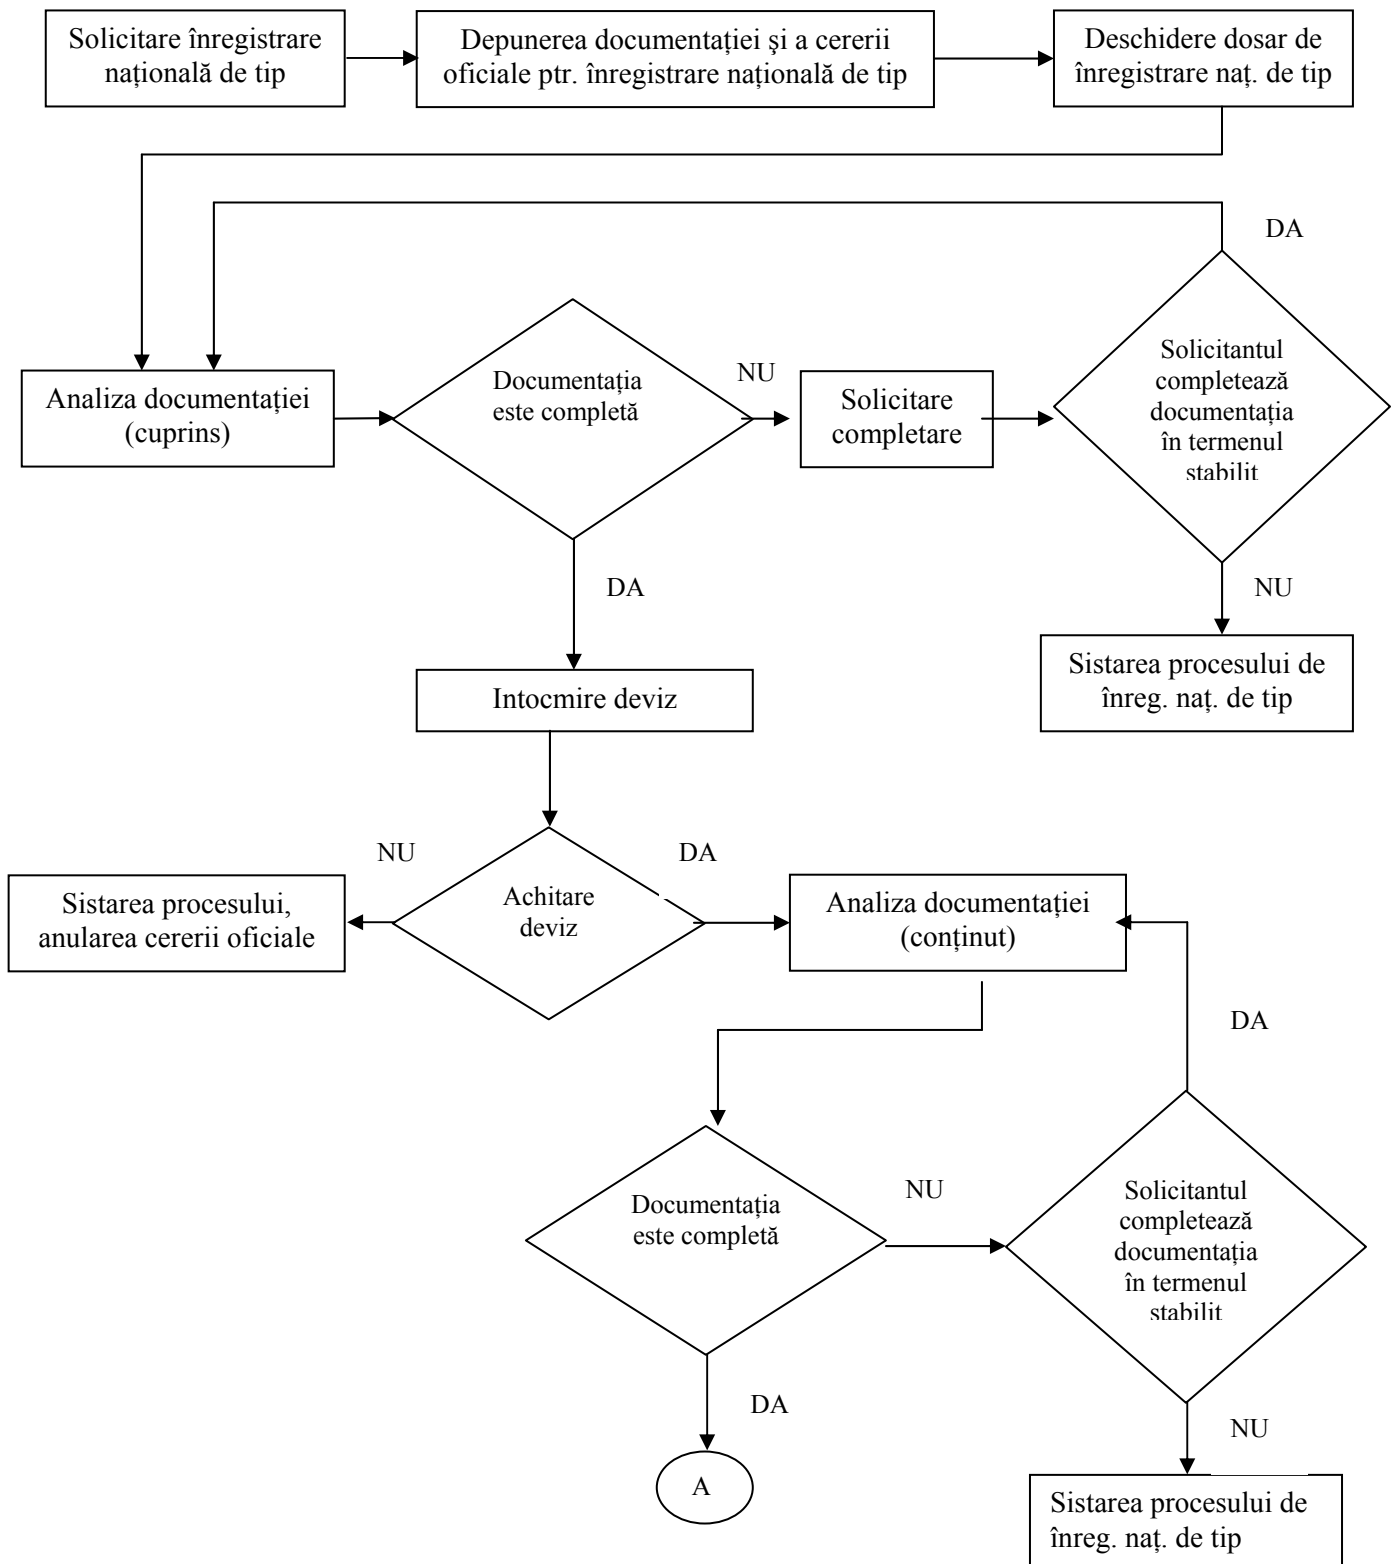 Solicitare înregistrare
națională de tip
Depunerea documentației şi a cererii
oficiale ptr. înregistrare națională de tip
Deschidere dosar de
înregistrare naț. de tip
DA
Analiza documentației
(cuprins)
Documentația
este completă
NU
Solicitare
completare
Solicitantul
completează
documentația
în termenul
stabilit
DA
NU
Sistarea procesului de
înreg. naț. de tip
Intocmire deviz
NU
DA
Sistarea procesului,
anularea cererii oficiale
Achitare
deviz
Analiza documentației
(conținut)
DA
Documentația
este completă
NU
Solicitantul
completează
documentația
în termenul
stabilit
DA
NU
A
Sistarea procesului de
înreg. naț. de tip